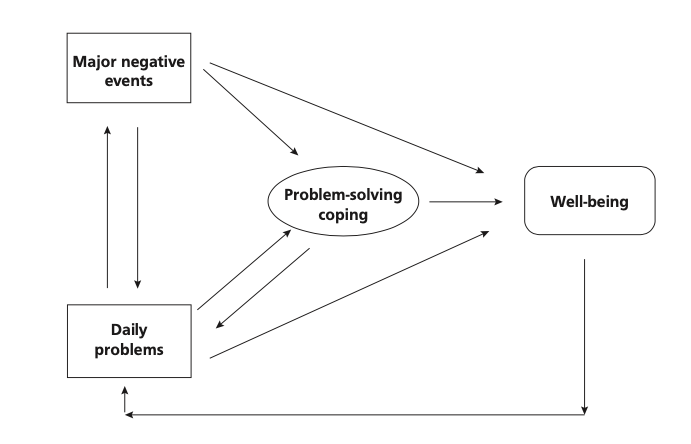 Major negative
events
Problem-solving
coping
Well-being
Daily
problems